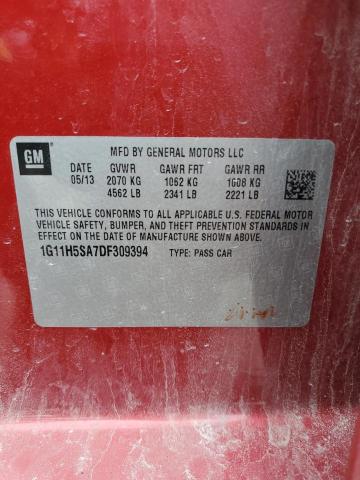 GM
MFD BY GENERAL MOTORS LLC
DATE GVWR GAWR FRT GAWR RR
05/13 2070 KG 1062 KG 1008 KG
4562 LB 2341 LB 2221 LB
THIS VEHICLE CONFORMS TO ALL APPLICABLE U.S. FEDERAL MOTOR
VEHICLE SAFETY, BUMPER, AND THEFT PREVENTION STANDARDS IN
EFFECT ON THE DATE OF MANUFACTURE SHOWN ABOVE.
1G11H5SA7DF309394 TYPE: PASS CAR